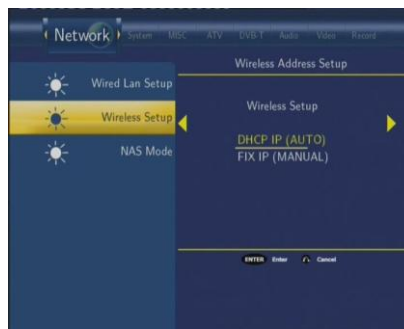 Network System MISC ATV DVB-T Audio Video Record
Wireless Address Setup
Wired Lan Setup
Wireless Setup
NAS Mode
Wireless Setup
DHCP IP (AUTO)
FIX IP (MANUAL)
ENTER Enter Cancel